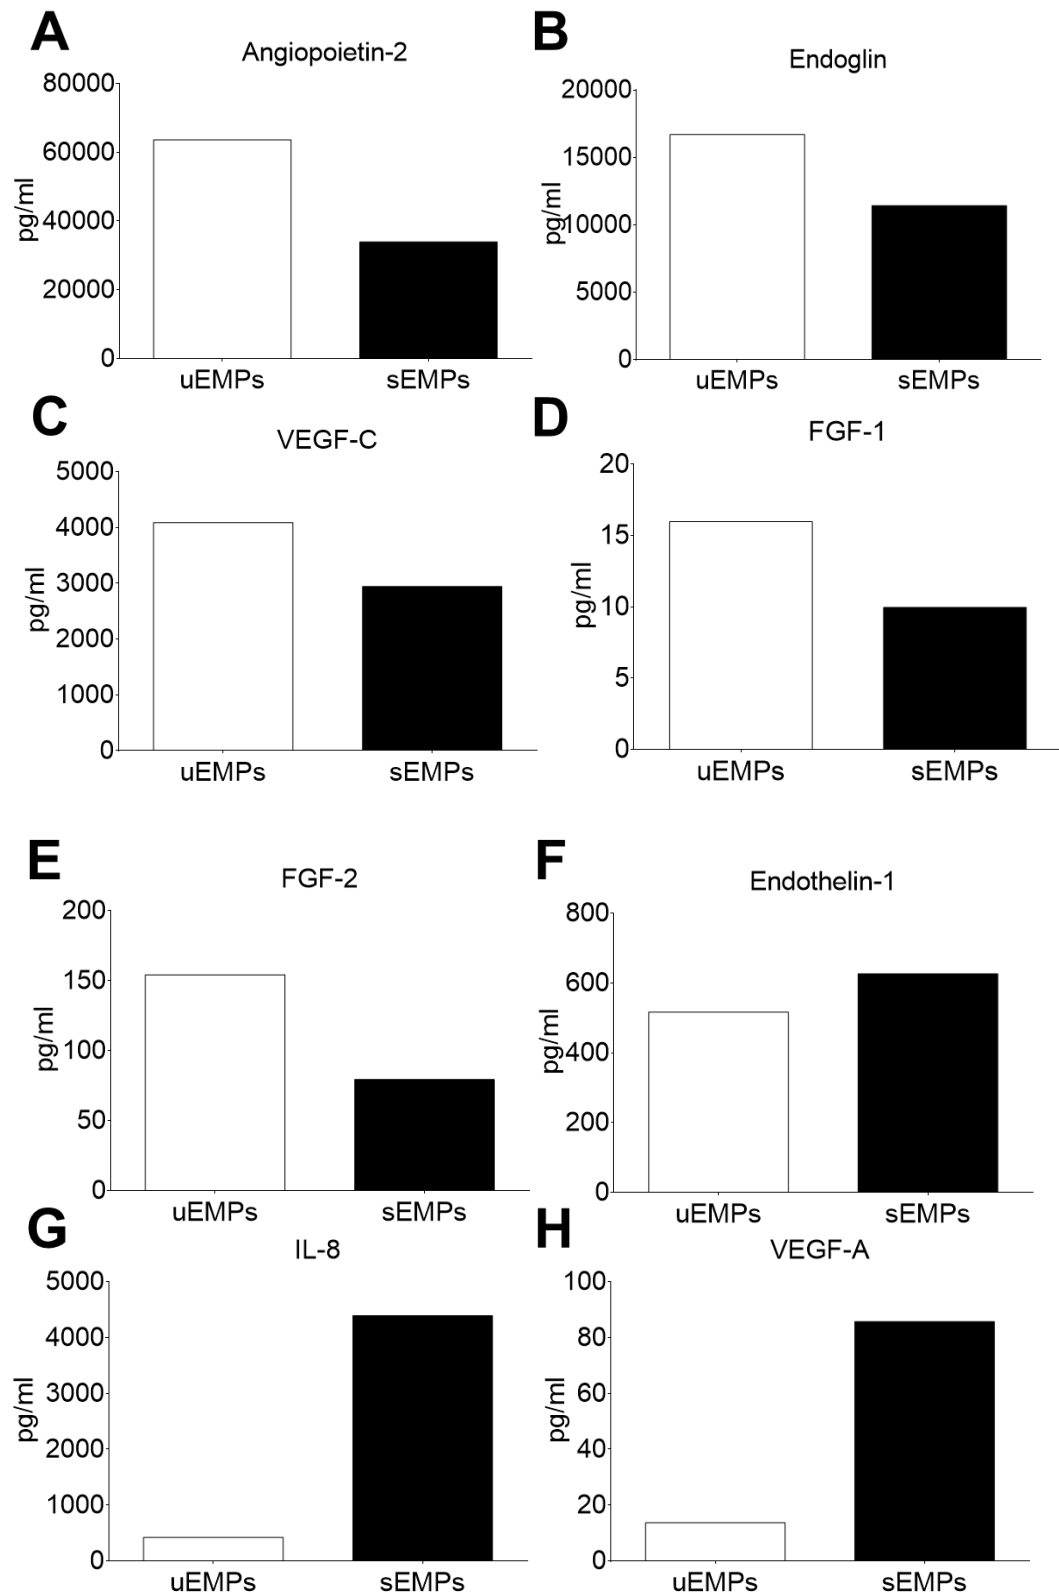 A
Angiopoietin-2
80000
60000
40000
20000
0
pg/ml
uEMPs
sEMPs
B
Endoglin
20000
15000
10000
5000
0
pg/ml
uEMPs
sEMPs
C
VEGF-C
5000
4000
3000
2000
1000
0
pg/ml
uEMPs
sEMPs
D
FGF-1
20
15
10
5
0
pg/ml
uEMPs
sEMPs
E
FGF-2
200
150
100
50
0
pg/ml
uEMPs
sEMPs
F
Endothelin-1
800
600
400
200
0
pg/ml
uEMPs
sEMPs
G
IL-8
5000
4000
3000
2000
1000
0
pg/ml
uEMPs
sEMPs
H
VEGF-A
100
80
60
40
20
0
pg/ml
uEMPs
sEMPs